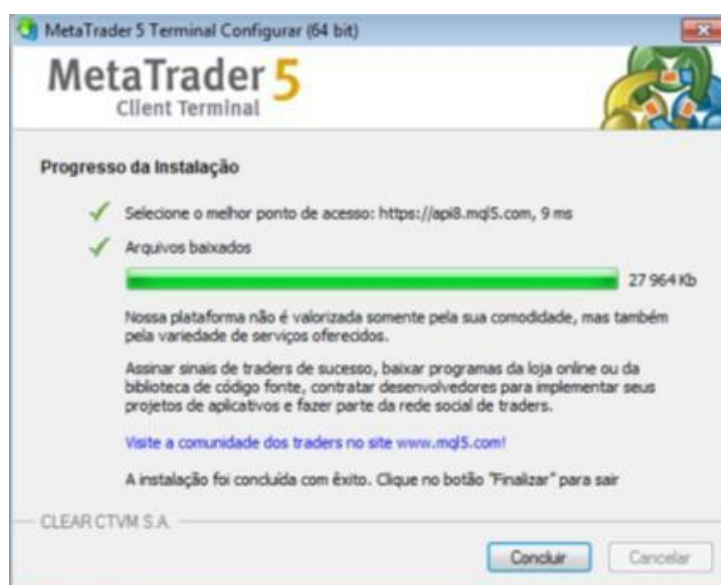 MetaTrader 5 Terminal Configurar (64 bit)
MetaTrader 5
Client Terminal
Progresso da Instalação
Selecione o melhor ponto de acesso: https://api8.mql5.com, 9 ms
Arquivos baixados
27 964 Kb
Nossa plataforma não é valorizada somente pela sua comodidade, mas também
pela variedade de serviços oferecidos.
Assinar sinais de traders de sucesso, baixar programas da loja online ou da
biblioteca de código fonte, contratar desenvolvedores para implementar seus
projetos de aplicativos e fazer parte da rede social de traders.
Visite a comunidade dos traders no site www.mql5.com!
A instalação foi concluída com êxito. Clique no botão "Finalizar" para sair
CLEAR CTVM S.A.
Concluir
Cancelar